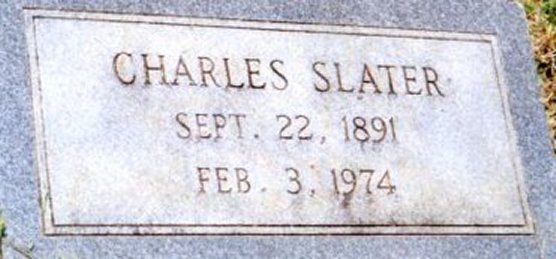 CHARLES SLATER
SEPT. 22, 1891
FEB. 3, 1974